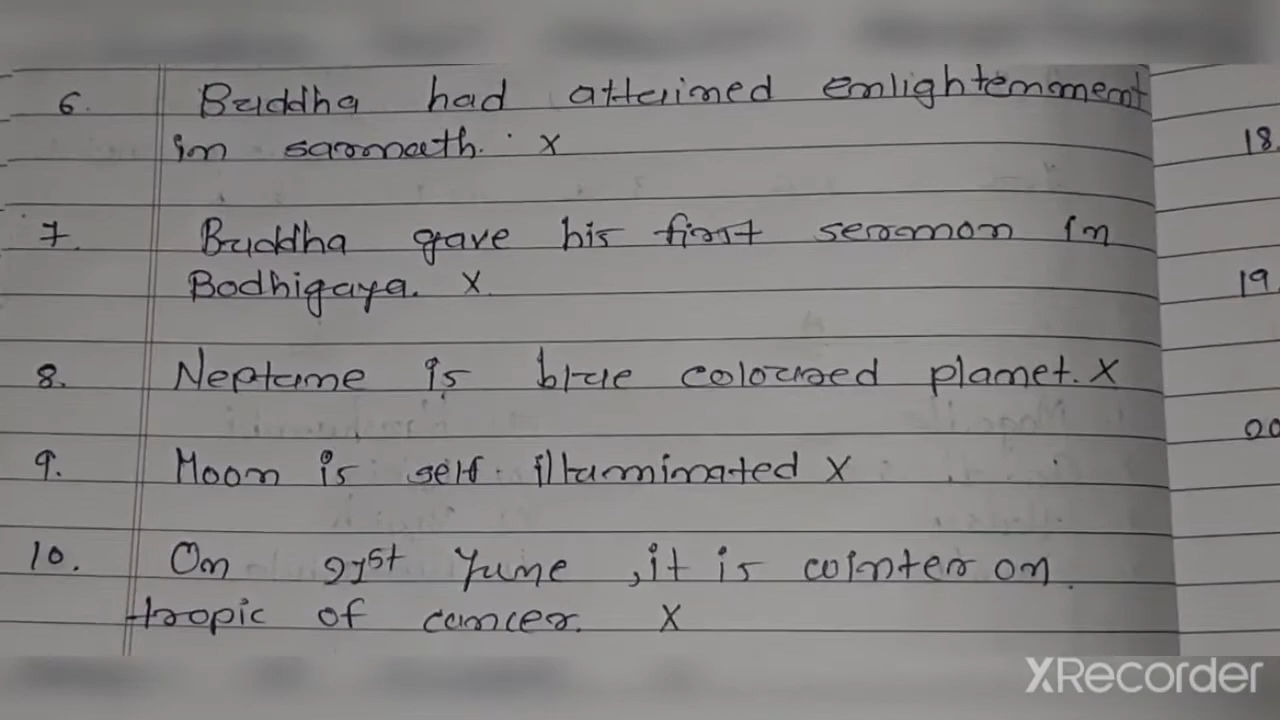 6. Buddha had attained enlightenment
in sarnath. X
18.
7. Buddha gave his first sermon in
Bodhigaya. X
19.
8. Neptune is blue coloured planet. X
20
9. Moon is self illuminated X
10. On 21st June, it is winter on
tropic of cancer. X
XRecorder